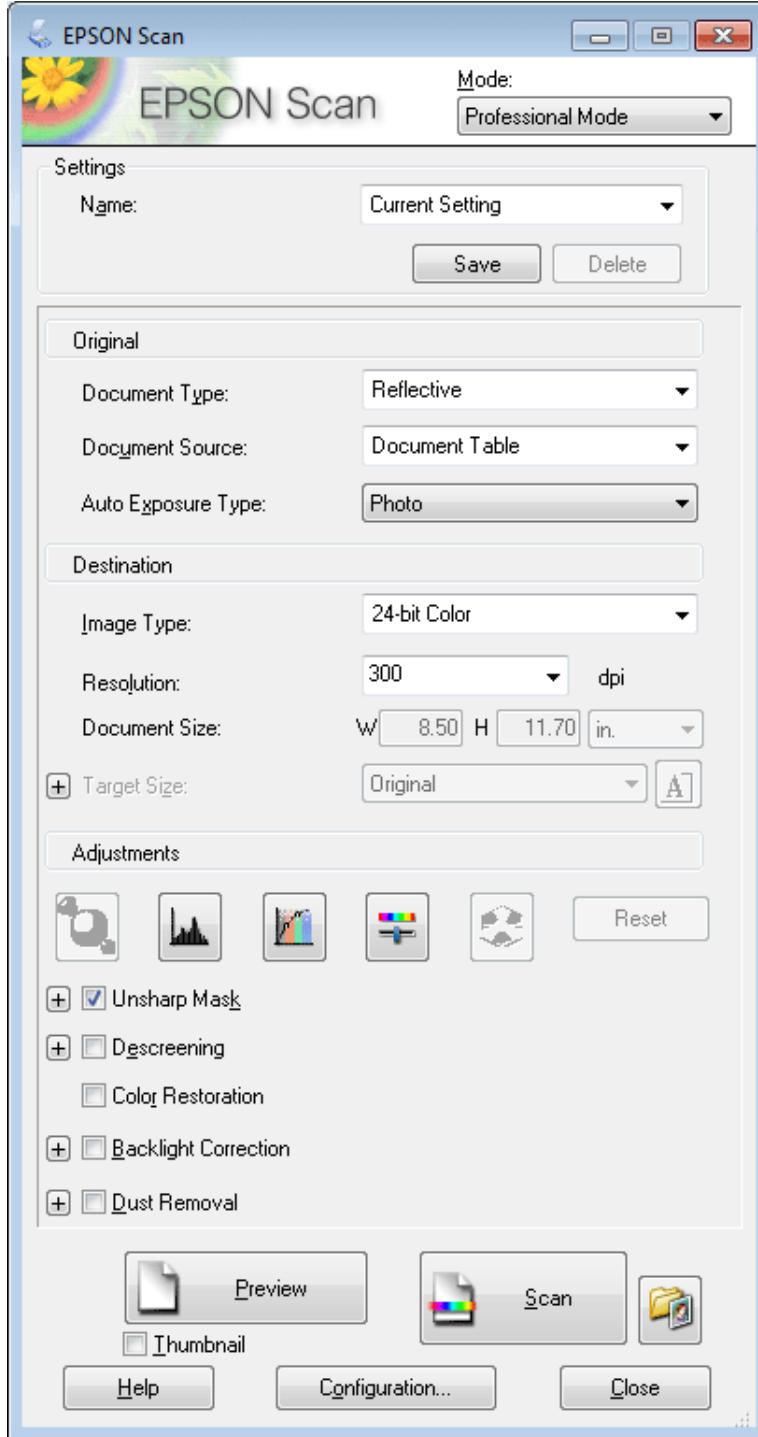 EPSON Scan
EPSON Scan
Mode:
Professional Mode
Settings
Name:
Current Setting
Save
Delete
Original
Document Type:
Reflective
Document Source:
Document Table
Auto Exposure Type:
Photo
Destination
Image Type:
24-bit Color
Resolution:
300
dpi
Document Size:
W 8.50 H 11.70 in.
Target Size:
Original
A
Adjustments
Reset
Unsharp Mask
Descreening
Color Restoration
Backlight Correction
Dust Removal
Preview
Scan
Thumbnail
Help
Configuration...
Close